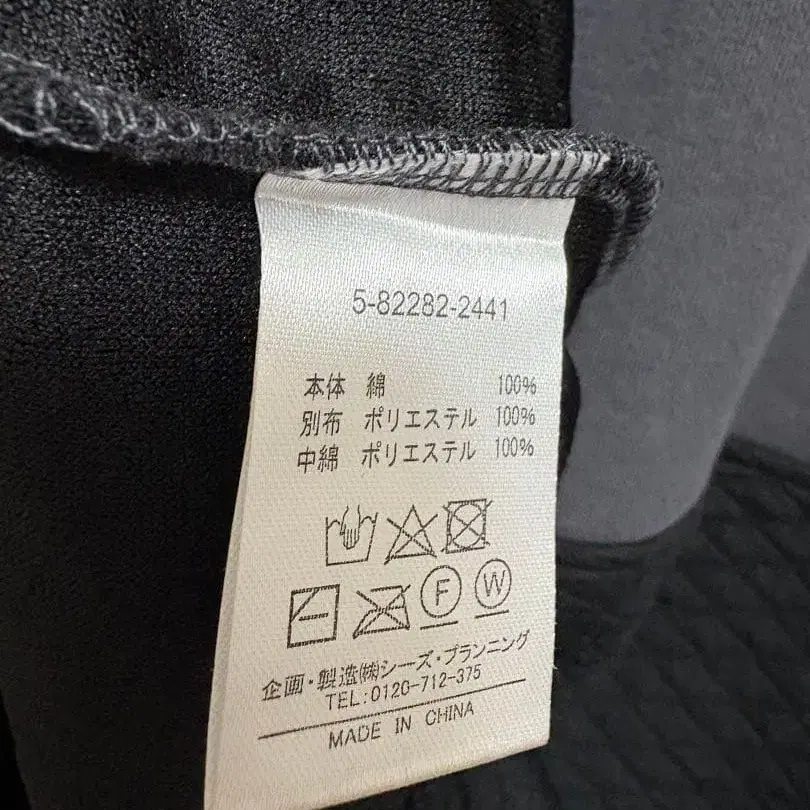 5-82282-2441
本体 綿 100%
別布 ポリエステル 100%
中綿 ポリエステル 100%
F W
企画・製造㈱シーズ・プランニング
TEL:0120-712-375
MADE IN CHINA